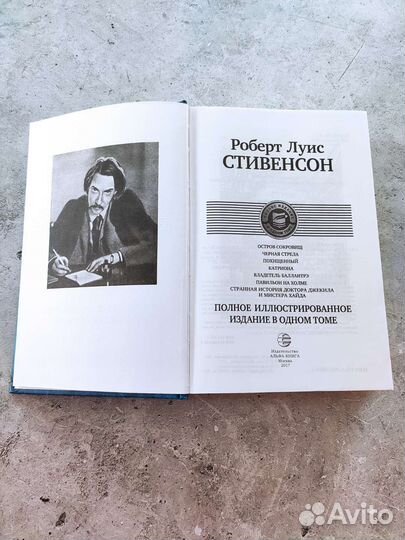 Роберт Луис
СТИВЕНСОН
ОСТРОВ СОКРОВИЩ
ЧЕРНАЯ СТРЕЛА
ПОХИЩЕННЫЙ
КАТРИОНА
ВЛАДЕТЕЛЬ БАЛЛАНТРЭ
ПАВИЛЬОН НА ХОЛМЕ
СТРАННАЯ ИСТОРИЯ ДОКТОРА ДЖЕКИЛА
И МИСТЕРА ХАЙДА
ПОЛНОЕ ИЛЛЮСТРИРОВАННОЕ
ИЗДАНИЕ В ОДНОМ ТОМЕ
Издательство
АЛЬФА-КНИГА
Москва
2017
Avito